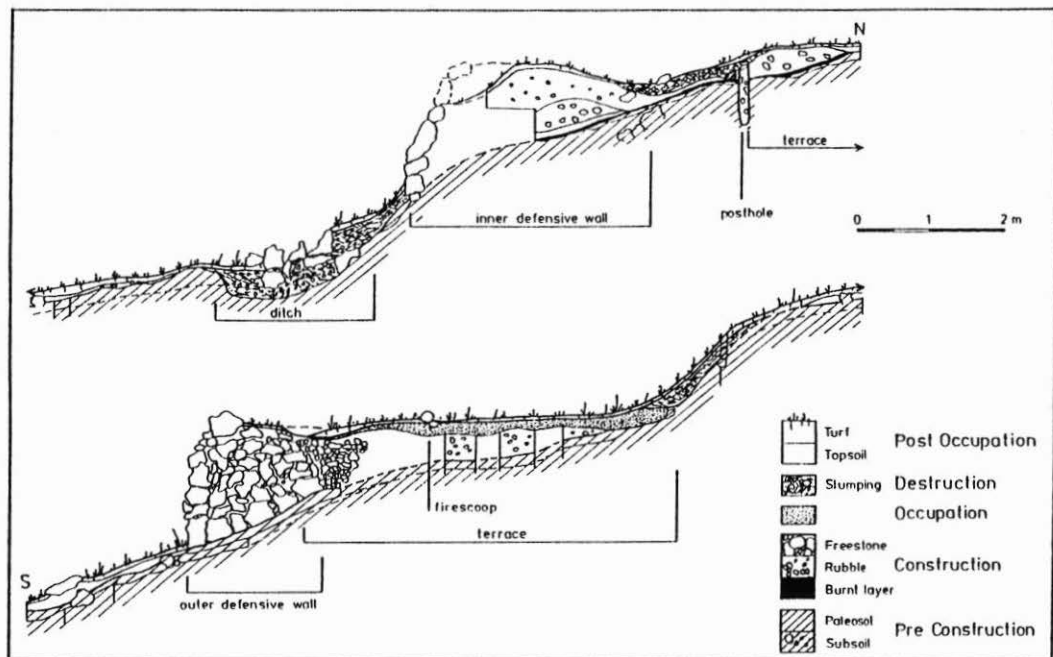 N
terrace
inner defensive wall
posthole
0 1 2 m
ditch
firescoop
terrace
S
outer defensive wall
Turf
Topsoil
Post Occupation
Slumping
Destruction
Occupation
Freestone
Rubble
Burnt layer
Construction
Paleosol
Subsoil
Pre Construction